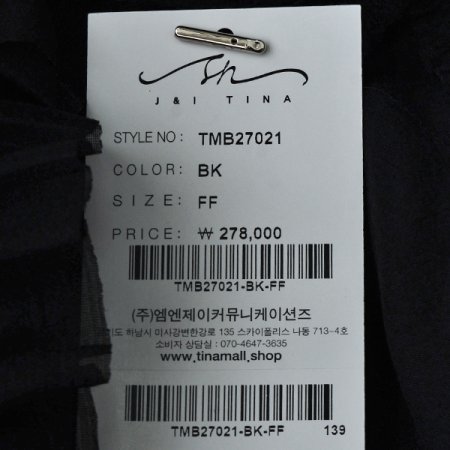 J & I TINA
STYLE NO: TMB27021
COLOR: BK
SIZE: FF
PRICE: ₩ 278,000
TMB27021-BK-FF
(주)엠엔제이커뮤니케이션즈
하남시 미사강변한강로 135 스카이폴리스 나동 713-4호
소비자 상담실 : 070-4647-3635
www.tinamall.shop
TMB27021-BK-FF
139